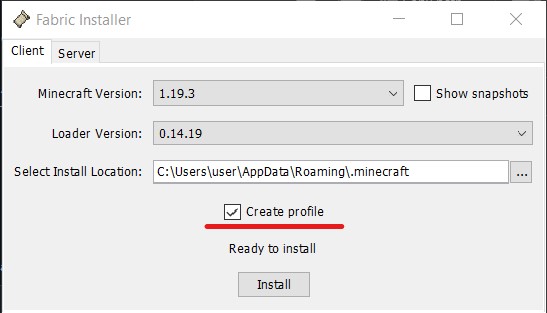 Fabric Installer
Client Server
Minecraft Version: 1.19.3 Show snapshots
Loader Version: 0.14.19
Select Install Location: C:\Users\user\AppData\Roaming\.minecraft ...
Create profile
Ready to install
Install